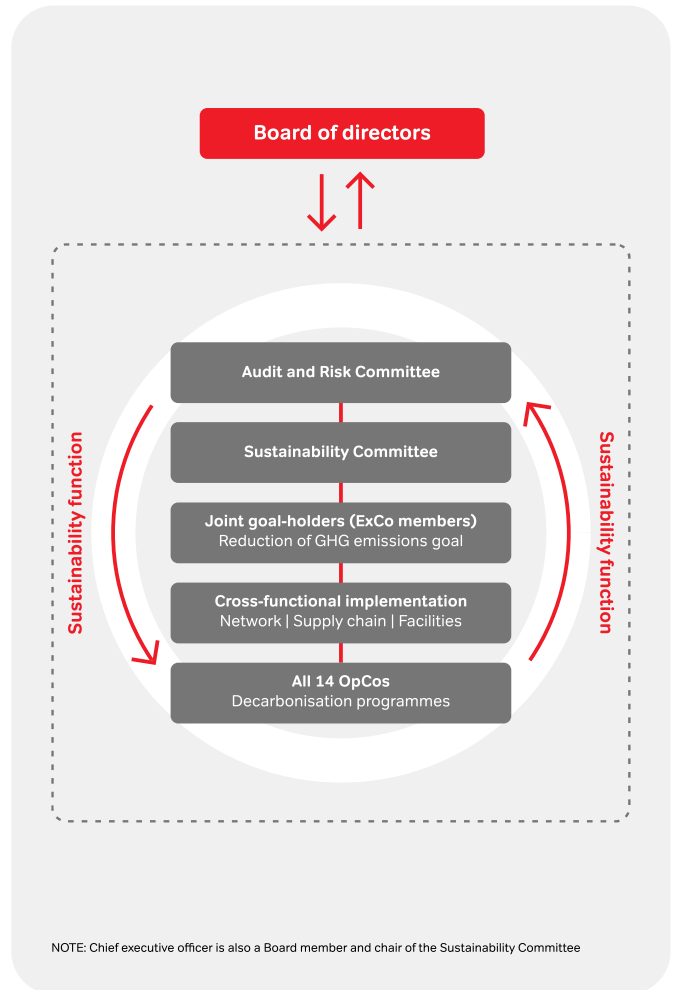 Board of directors
Audit and Risk Committee
Sustainability Committee
Joint goal-holders (ExCo members)
Reduction of GHG emissions goal
Cross-functional implementation
Network | Supply chain | Facilities
All 14 OpCos
Decarbonisation programmes
Sustainability function
Sustainability function
NOTE: Chief executive officer is also a Board member and chair of the Sustainability Committee